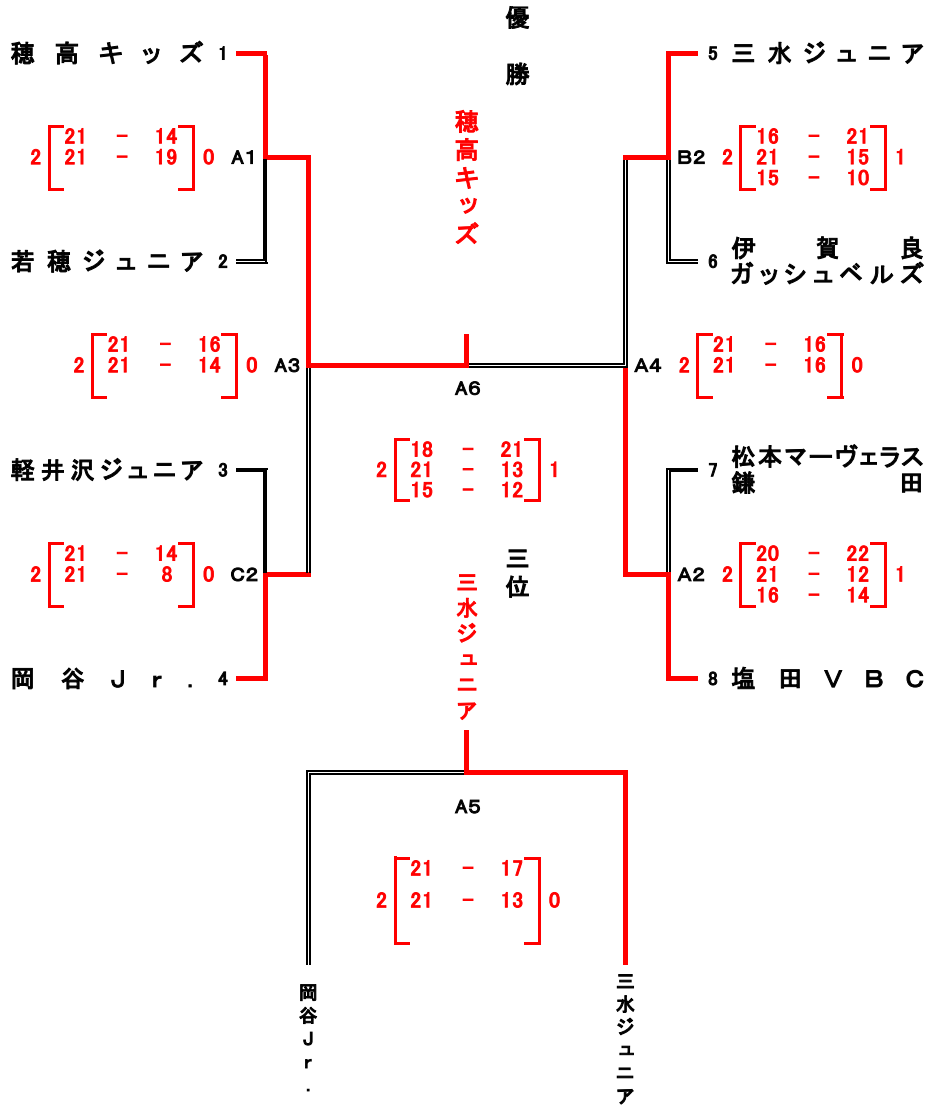 優勝
穂高キッズ 1
5 三水ジュニア
穂高キッズ
2 21 - 14 0 A1
21 - 19
B2 2 16 - 21 1
21 - 15
15 - 10
若穂ジュニア 2
6 伊賀良
ガッシュベルズ
2 21 - 16 0 A3
21 - 14
A4 2 21 - 16 0
21 - 16
A6
18 - 21
2 21 - 13 1
15 - 12
軽井沢ジュニア 3
7 松本マーヴェラス
鎌田
三位
三水ジュニア
2 21 - 14 0 C2
21 - 8
A2 2 20 - 22 1
21 - 12
16 - 14
岡谷Jr. 4
8 塩田VBC
A5
21 - 17
2 21 - 13 0
岡谷Jr.
三水ジュニア